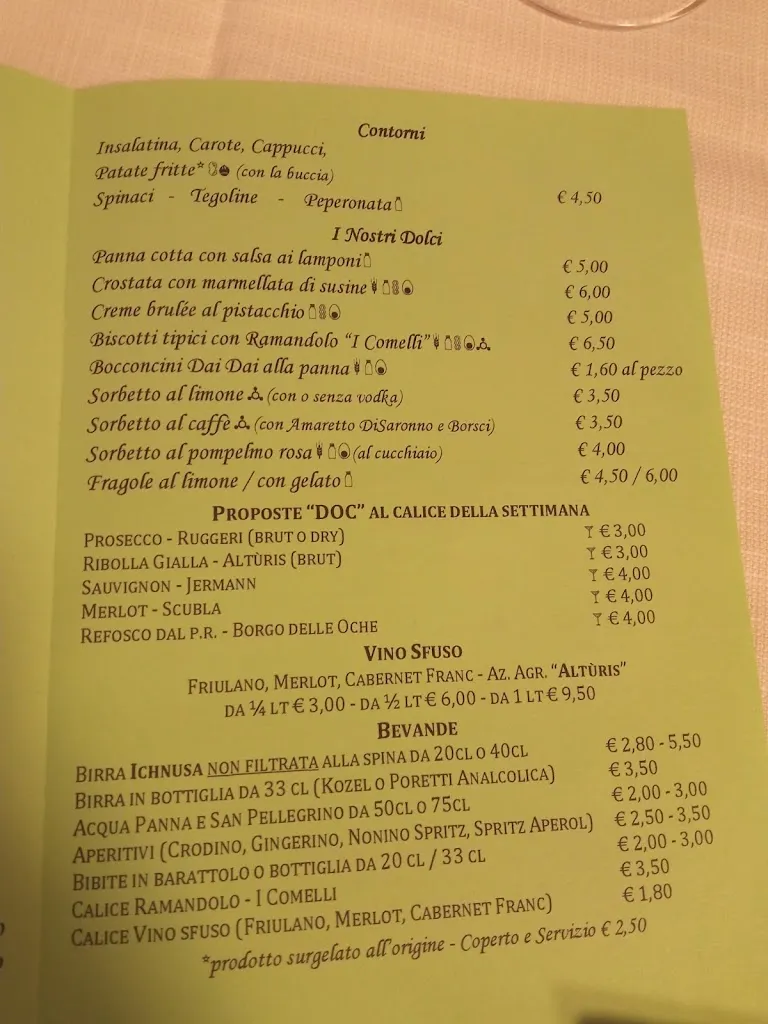 Contorni
Insalatina, Carote, Cappucci,
Patate fritte* (con la buccia)
Spinaci - Tegoline - Peperonata € 4,50
I Nostri Dolci
Panna cotta con salsa ai lamponi € 5,00
Crostata con marmellata di susine € 6,00
Creme brulée al pistacchio € 5,00
Biscotti tipici con Ramandolo "I Comelli" € 6,50
Bocconcini Dai Dai alla panna € 1,60 al pezzo
Sorbetto al limone (con o senza vodka) € 3,50
Sorbetto al caffè (con Amaretto DiSaronno e Borsci) € 3,50
Sorbetto al pompelmo rosa (al cucchiaio) € 4,00
Fragole al limone / con gelato € 4,50 / 6,00
PROPOSTE "DOC" AL CALICE DELLA SETTIMANA
PROSECCO - RUGGERI (BRUT O DRY) € 3,00
RIBOLLA GIALLA - ALTÙRIS (BRUT) € 3,00
SAUVIGNON - JERMANN € 4,00
MERLOT - SCUBLA € 4,00
REFOSCO DAL P.R. - BORGO DELLE OCHE € 4,00
VINO SFUSO
FRIULANO, MERLOT, CABERNET FRANC - AZ. AGR. "ALTÙRIS"
DA ¼ LT € 3,00 - DA ½ LT € 6,00 - DA 1 LT € 9,50
BEVANDE
BIRRA ICHNUSA NON FILTRATA ALLA SPINA DA 20CL O 40CL € 2,80 - 5,50
BIRRA IN BOTTIGLIA DA 33 CL (KOZEL O PORETTI ANALCOLICA) € 3,50
ACQUA PANNA E SAN PELLEGRINO DA 50CL O 75CL € 2,00 - 3,00
APERITIVI (CRODINO, GINGERINO, NONINO SPRITZ, SPRITZ APEROL) € 2,50 - 3,50
BIBITE IN BARATTOLO O BOTTIGLIA DA 20 CL / 33 CL € 2,00 - 3,00
CALICE RAMANDOLO - I COMELLI € 3,50
CALICE VINO SFUSO (FRIULANO, MERLOT, CABERNET FRANC) € 1,80
*prodotto surgelato all'origine - Coperto e Servizio € 2,50